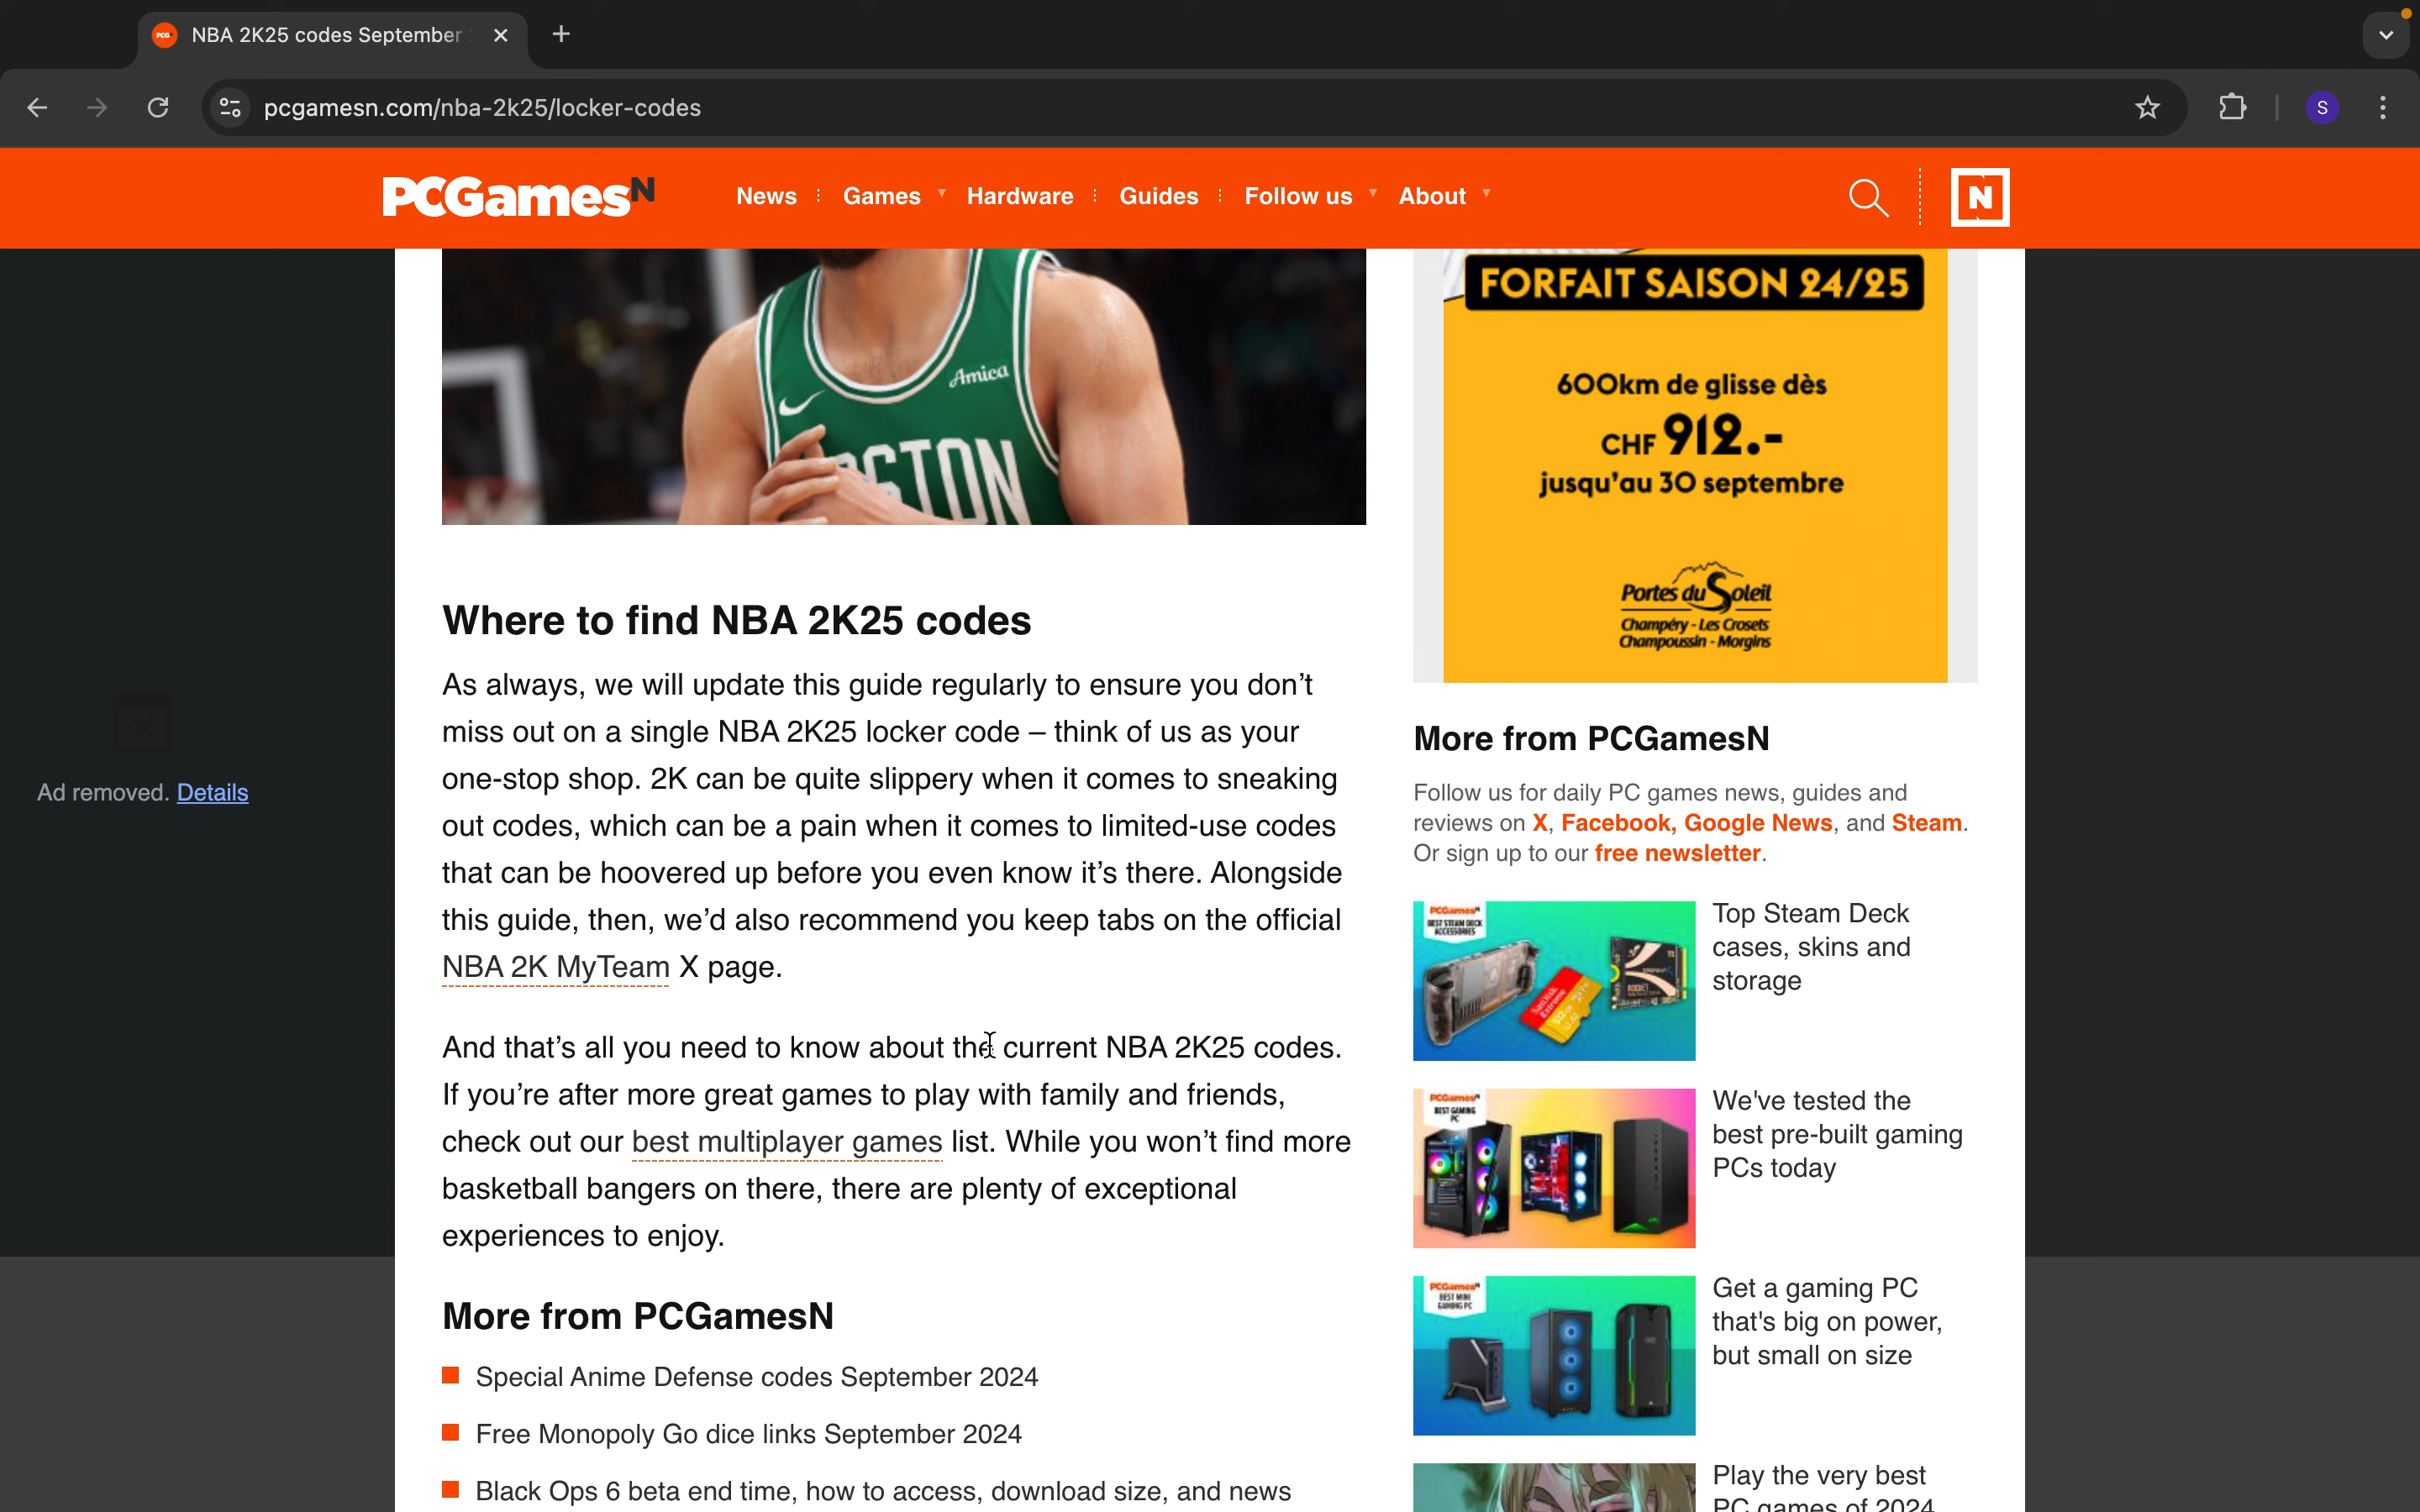 NBA 2K25 codes September
pcgamesn.com/nba-2k25/locker-codes
S
PCGamesN
News
Games
Hardware
Guides
Follow us
About
N
Amica
STON
FORFAIT SAISON 24/25
600km de glisse dès
CHF 912.-
jusqu'au 30 septembre
Portes du Soleil
Champéry - Les Crosets
Champoussin - Morgins
Ad removed. Details
Where to find NBA 2K25 codes
As always, we will update this guide regularly to ensure you don’t
miss out on a single NBA 2K25 locker code – think of us as your
one-stop shop. 2K can be quite slippery when it comes to sneaking
out codes, which can be a pain when it comes to limited-use codes
that can be hoovered up before you even know it’s there. Alongside
this guide, then, we’d also recommend you keep tabs on the official
NBA 2K MyTeam X page.
And that’s all you need to know about the current NBA 2K25 codes.
If you’re after more great games to play with family and friends,
check out our best multiplayer games list. While you won’t find more
basketball bangers on there, there are plenty of exceptional
experiences to enjoy.
More from PCGamesN
Special Anime Defense codes September 2024
Free Monopoly Go dice links September 2024
Black Ops 6 beta end time, how to access, download size, and news
More from PCGamesN
Follow us for daily PC games news, guides and
reviews on X, Facebook, Google News, and Steam.
Or sign up to our free newsletter.
PCGamesN
BEST STEAM DECK
ACCESSORIES
Top Steam Deck
cases, skins and
storage
PCGamesN
BEST GAMING
PC
We've tested the
best pre-built gaming
PCs today
PCGamesN
BEST MINI
GAMING PC
Get a gaming PC
that's big on power,
but small on size
Play the very best
PC games of 2024